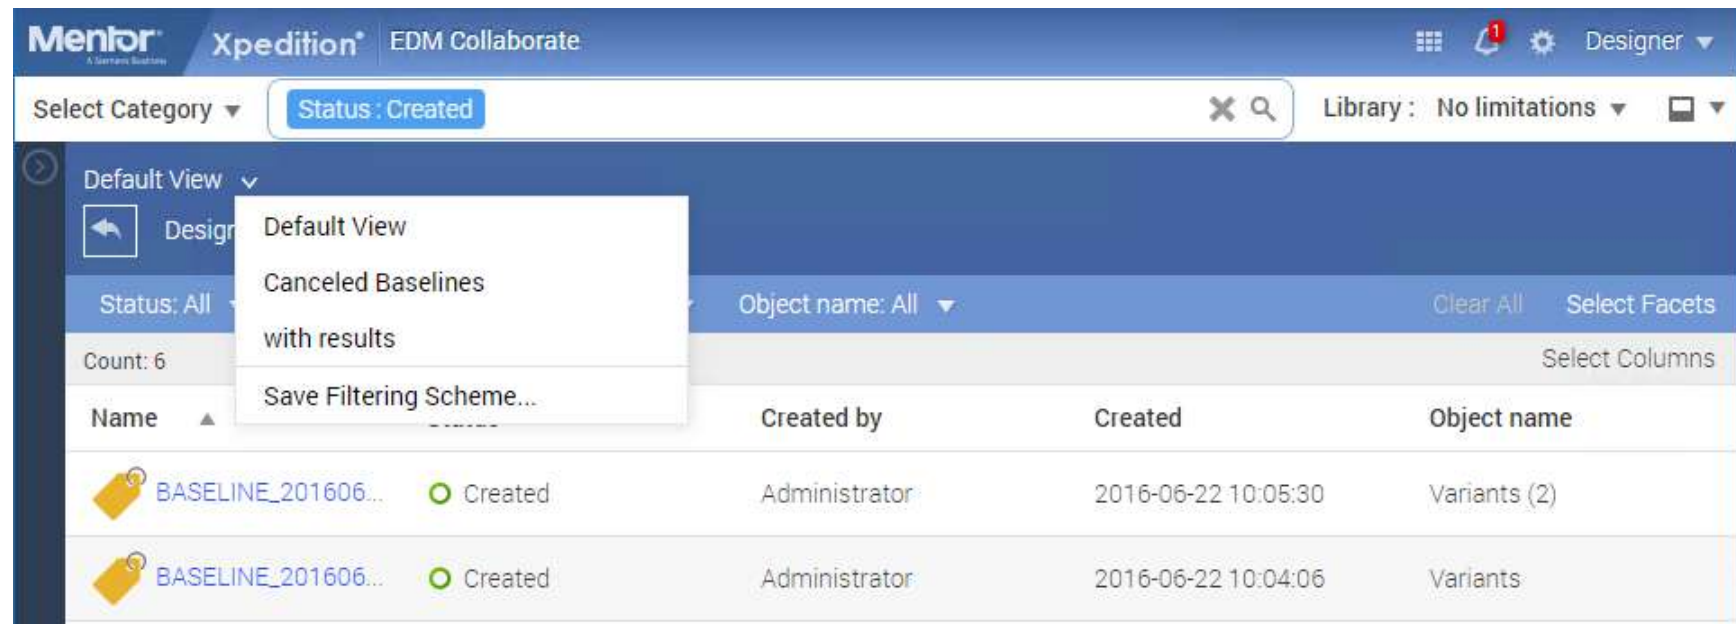 Mentor Xpedition® EDM Collaborate 1 Designer
A Siemens Business
Select Category Status : Created Library : No limitations
Default View
Default View
Canceled Baselines
with results
Save Filtering Scheme...
Status: All Object name: All Clear All Select Facets
Count: 6 Select Columns
Name Created by Created Object name
BASELINE_201606... Created Administrator 2016-06-22 10:05:30 Variants (2)
BASELINE_201606... Created Administrator 2016-06-22 10:04:06 Variants